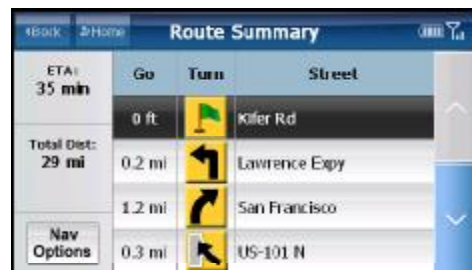 Back Home Route Summary
ETA:
35 min
Total Dist:
29 mi
Nav
Options
Go Turn Street
0 ft Kifer Rd
0.2 mi Lawrence Expy
1.2 mi San Francisco
0.3 mi US-101 N